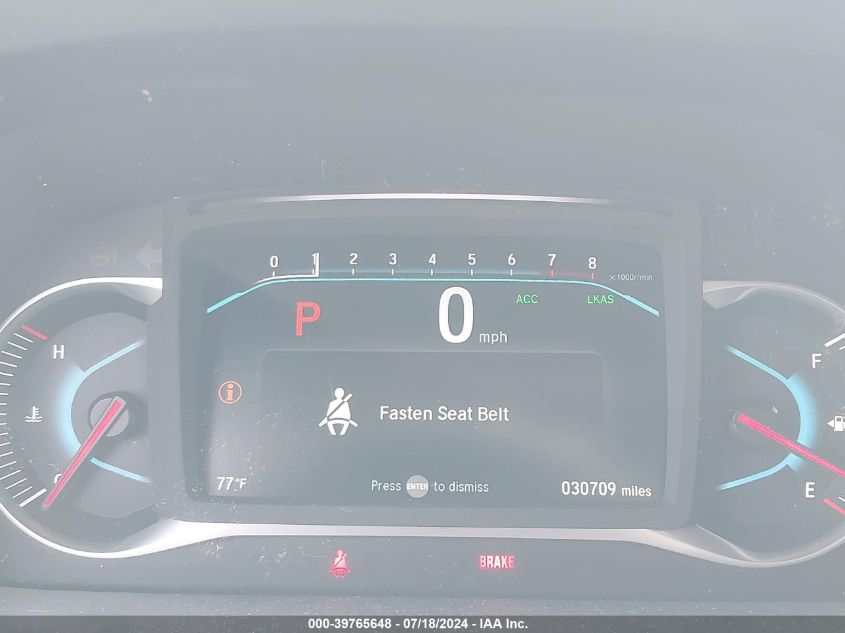 0 1 2 3 4 5 6 7 8
×1000r/min
ACC LKAS
P 0 mph
H
F
i
Fasten Seat Belt
C
E
77°F
Press ENTER to dismiss
030709 miles
BRAKE
000-39765648 - 07/18/2024 - IAA Inc.